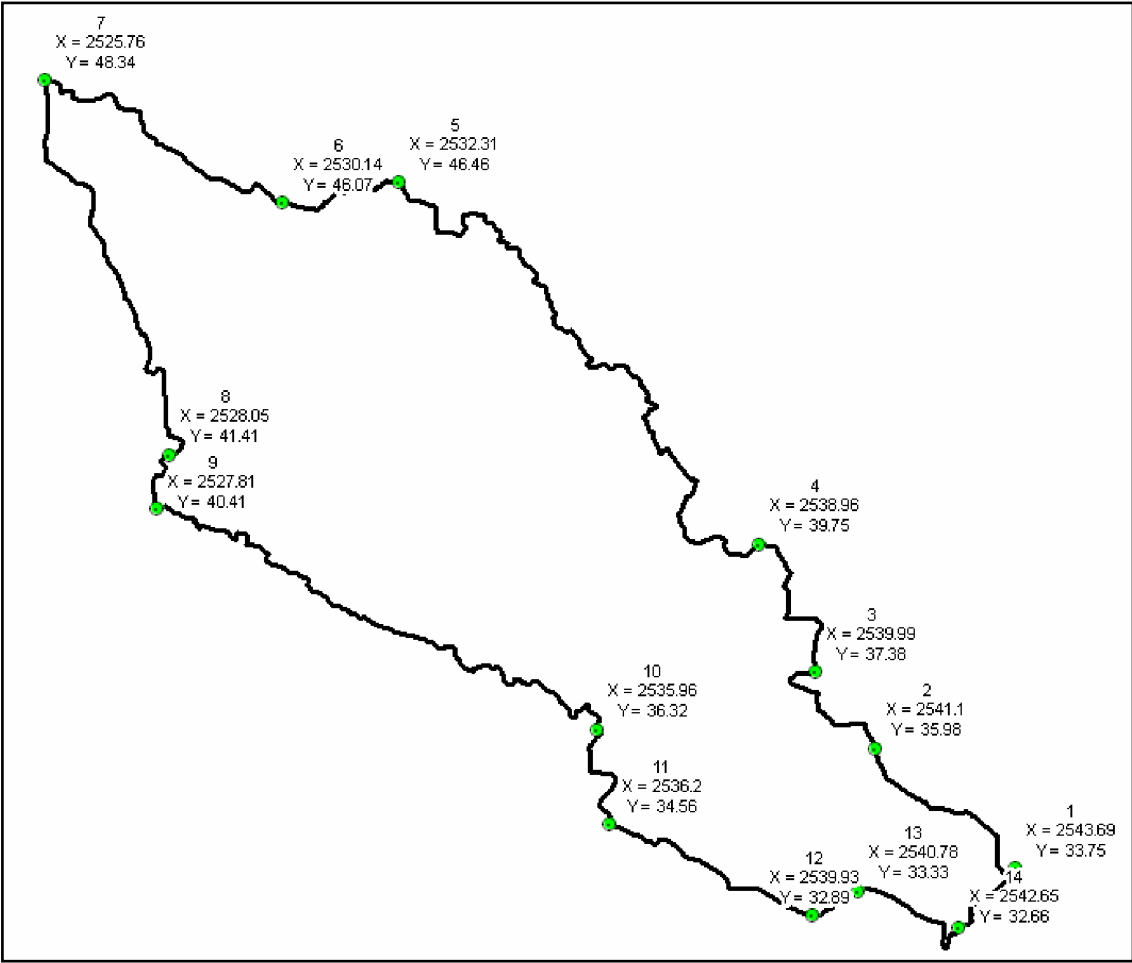 7
X = 2525.76
Y = 48.34
5
X = 2532.31
Y = 46.46
6
X = 2530.14
Y = 46.07
8
X = 2528.05
Y = 41.41
9
X = 2527.81
Y = 40.41
4
X = 2538.96
Y = 39.75
3
X = 2539.99
Y = 37.38
10
X = 2535.96
Y = 36.32
2
X = 2541.1
Y = 35.98
11
X = 2536.2
Y = 34.56
1
X = 2543.69
Y = 33.75
13
X = 2540.78
Y = 33.33
12
X = 2539.93
Y = 32.89
14
X = 2542.65
Y = 32.66